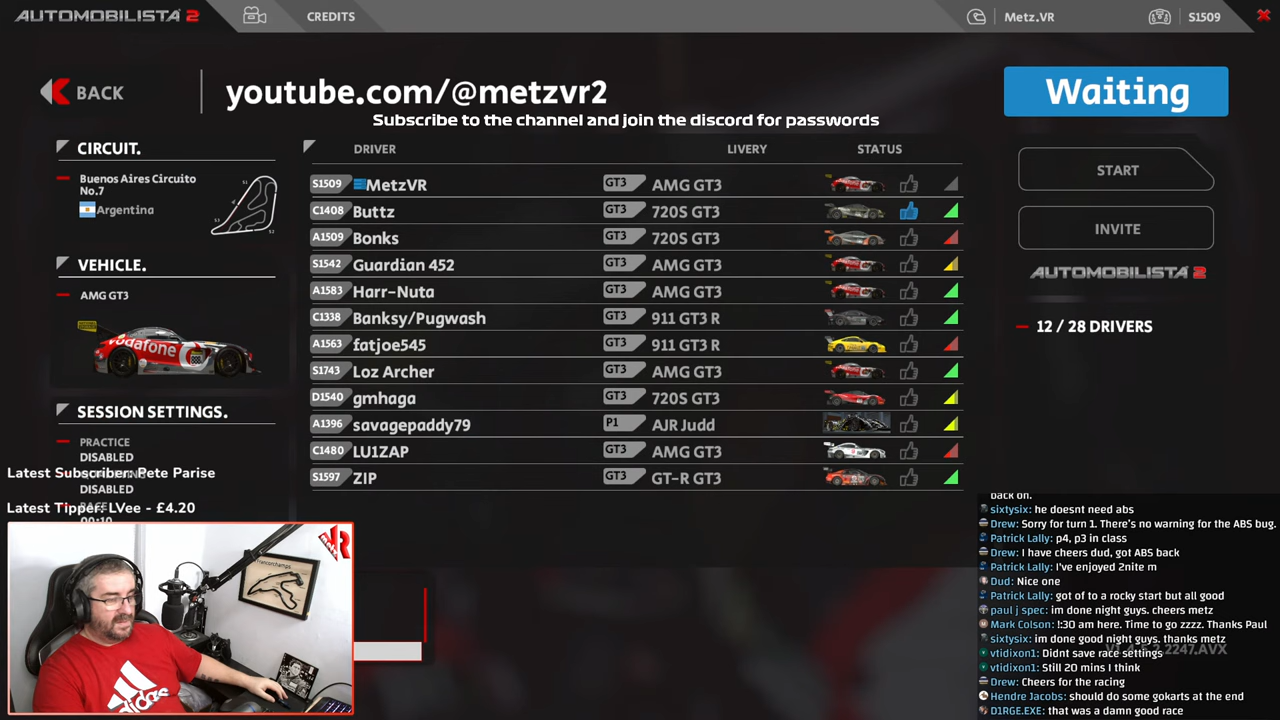 AUTOMOBILISTA 2
CREDITS
Metz.VR
S1509
BACK
youtube.com/@metzvr2
Waiting
Subscribe to the channel and join the discord for passwords
CIRCUIT.
Buenos Aires Circuito
No.7
Argentina
VEHICLE.
AMG GT3
vodafone
SESSION SETTINGS.
PRACTICE
DISABLED
DISABLED
Latest Subscriber: Pete Parise
Latest Tipper: LVee - £4.20
DRIVER LIVERY STATUS
S1509 MetzVR GT3 AMG GT3
C1408 Buttz GT3 720S GT3
A1509 Bonks GT3 720S GT3
S1542 Guardian 452 GT3 AMG GT3
A1583 Harr-Nuta GT3 AMG GT3
C1338 Banksy/Pugwash GT3 911 GT3 R
A1563 fatjoe545 GT3 911 GT3 R
S1743 Loz Archer GT3 AMG GT3
D1540 gmhaga GT3 720S GT3
A1396 savagepaddy79 P1 AJR Judd
C1480 LU1ZAP GT3 AMG GT3
S1597 ZIP GT3 GT-R GT3
START
INVITE
AUTOMOBILISTA 2
12 / 28 DRIVERS
back on.
sixtysix: he doesnt need abs
Drew: Sorry for turn 1. There's no warning for the ABS bug.
Patrick Lally: p4, p3 in class
Drew: I have cheers dud, got ABS back
Patrick Lally: I've enjoyed 2nite m
Dud: Nice one
Patrick Lally: got of to a rocky start but all good
paul j spec: im done night guys. cheers metz
Mark Colson: !:30 am here. Time to go zzzz. Thanks Paul
sixtysix: im done good night guys. thanks metz
vtidixon1: Didnt save race settings
vtidixon1: Still 20 mins I think
Drew: Cheers for the racing
Hendre Jacobs: should do some gokarts at the end
D1RGE.EXE: that was a damn good race
Francorchamps
VR
adidas